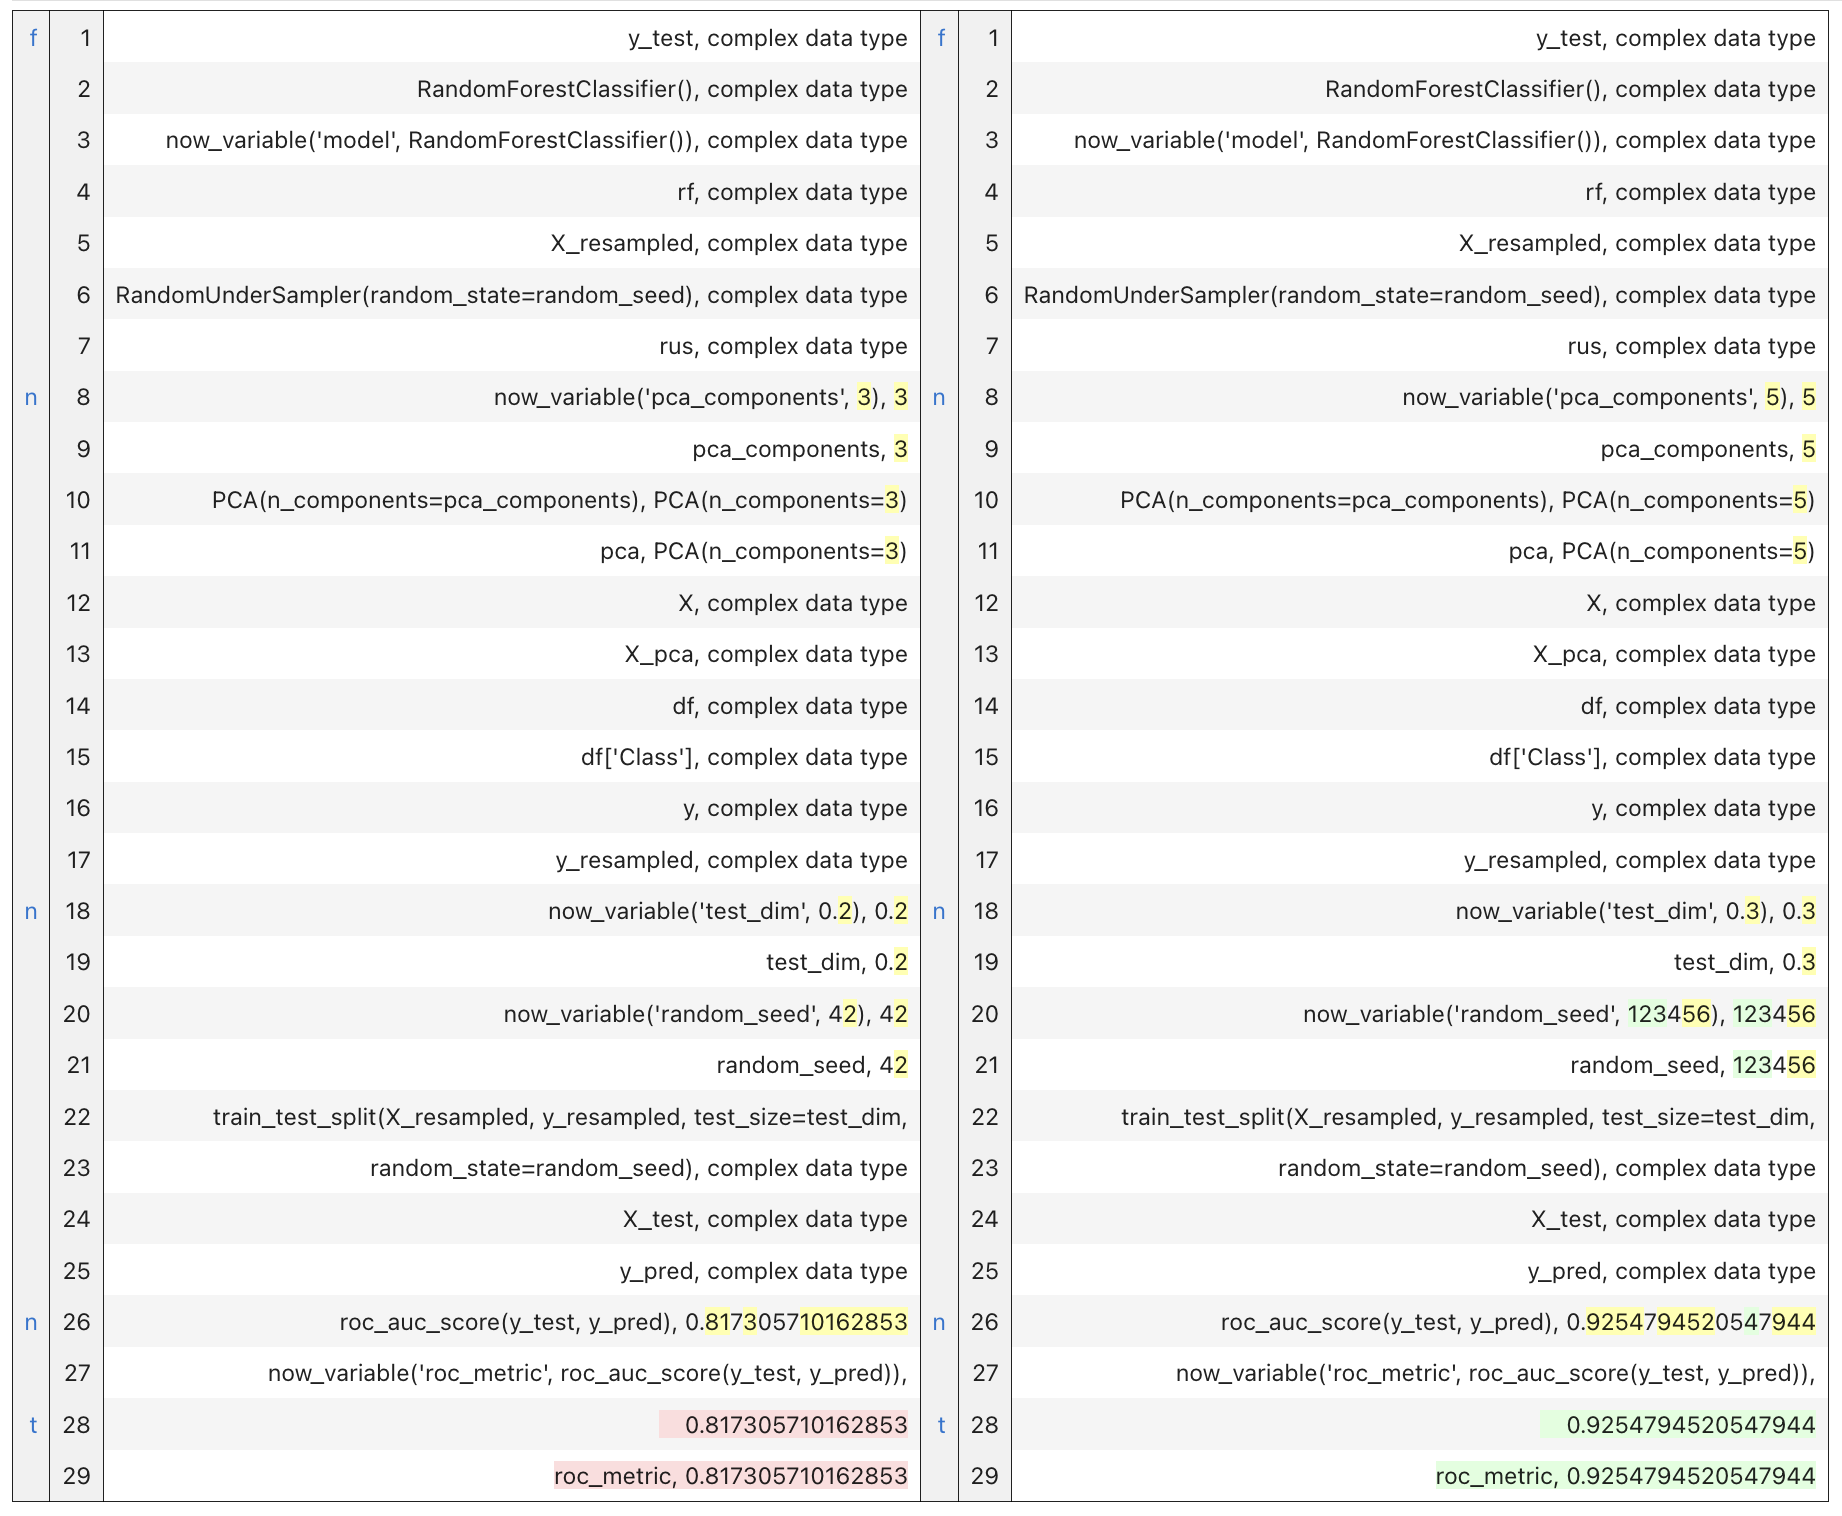 f 1 y_test, complex data type f 1 y_test, complex data type
2 RandomForestClassifier(), complex data type 2 RandomForestClassifier(), complex data type
3 now_variable('model', RandomForestClassifier()), complex data type 3 now_variable('model', RandomForestClassifier()), complex data type
4 rf, complex data type 4 rf, complex data type
5 X_resampled, complex data type 5 X_resampled, complex data type
6 RandomUnderSampler(random_state=random_seed), complex data type 6 RandomUnderSampler(random_state=random_seed), complex data type
7 rus, complex data type 7 rus, complex data type
n 8 now_variable('pca_components', 3), 3 n 8 now_variable('pca_components', 5), 5
9 pca_components, 3 9 pca_components, 5
10 PCA(n_components=pca_components), PCA(n_components=3) 10 PCA(n_components=pca_components), PCA(n_components=5)
11 pca, PCA(n_components=3) 11 pca, PCA(n_components=5)
12 X, complex data type 12 X, complex data type
13 X_pca, complex data type 13 X_pca, complex data type
14 df, complex data type 14 df, complex data type
15 df['Class'], complex data type 15 df['Class'], complex data type
16 y, complex data type 16 y, complex data type
17 y_resampled, complex data type 17 y_resampled, complex data type
n 18 now_variable('test_dim', 0.2), 0.2 n 18 now_variable('test_dim', 0.3), 0.3
19 test_dim, 0.2 19 test_dim, 0.3
20 now_variable('random_seed', 42), 42 20 now_variable('random_seed', 123456), 123456
21 random_seed, 42 21 random_seed, 123456
22 train_test_split(X_resampled, y_resampled, test_size=test_dim, 22 train_test_split(X_resampled, y_resampled, test_size=test_dim,
23 random_state=random_seed), complex data type 23 random_state=random_seed), complex data type
24 X_test, complex data type 24 X_test, complex data type
25 y_pred, complex data type 25 y_pred, complex data type
n 26 roc_auc_score(y_test, y_pred), 0.817305710162853 n 26 roc_auc_score(y_test, y_pred), 0.9254794520547944
27 now_variable('roc_metric', roc_auc_score(y_test, y_pred)), 27 now_variable('roc_metric', roc_auc_score(y_test, y_pred)),
t 28 0.817305710162853 t 28 0.9254794520547944
29 roc_metric, 0.817305710162853 29 roc_metric, 0.9254794520547944